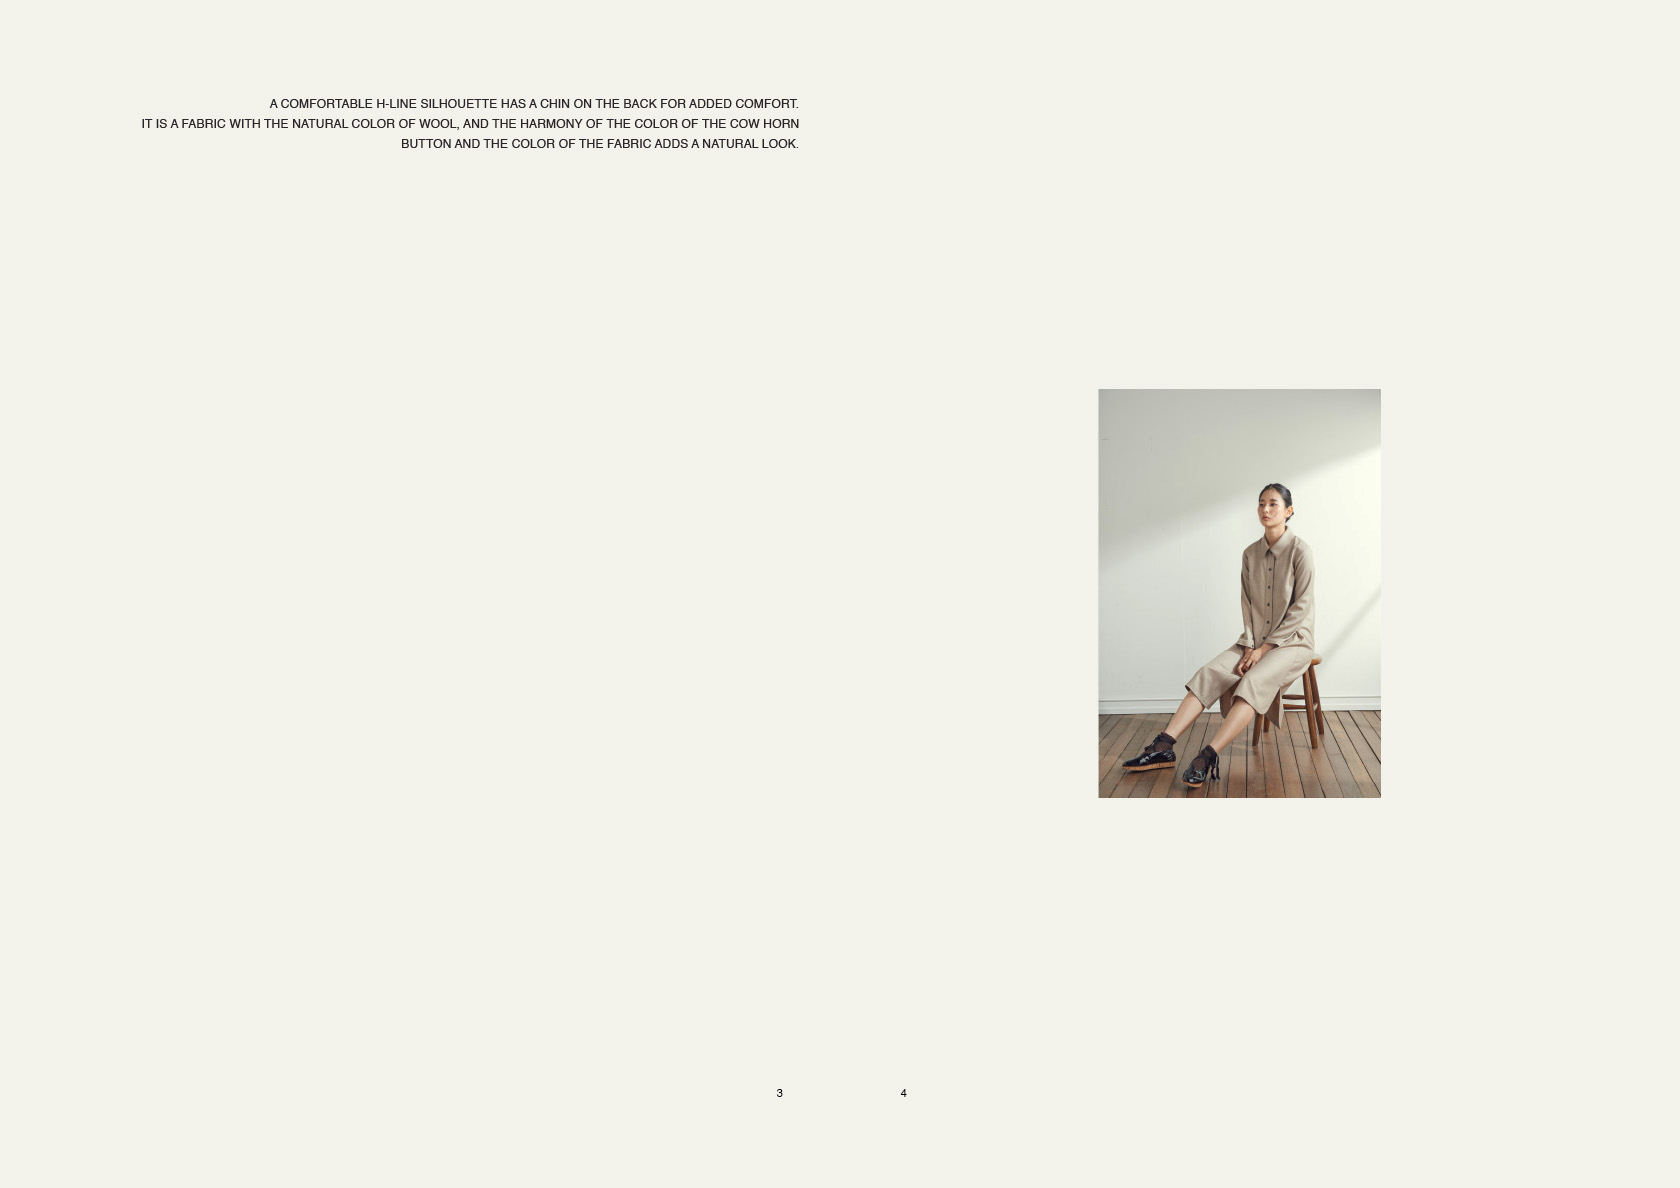 A COMFORTABLE H-LINE SILHOUETTE HAS A CHIN ON THE BACK FOR ADDED COMFORT.
IT IS A FABRIC WITH THE NATURAL COLOR OF WOOL, AND THE HARMONY OF THE COLOR OF THE COW HORN
BUTTON AND THE COLOR OF THE FABRIC ADDS A NATURAL LOOK.
3
4